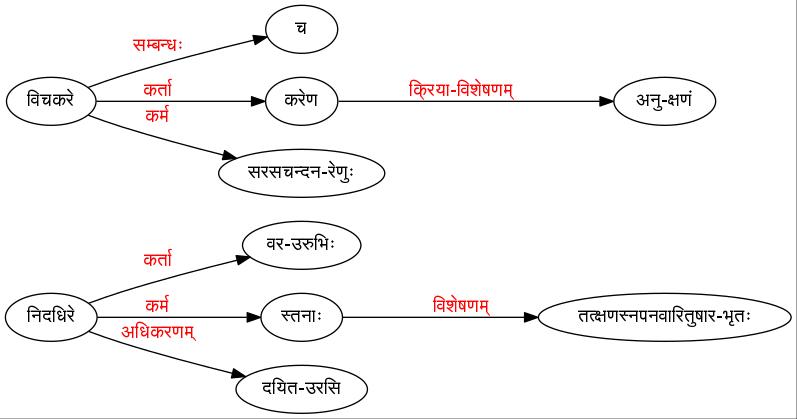 च
सम्बन्धः
विचकरे
कर्ता
करेण
क्रिया-विशेषणम्
अनु-क्षणं
कर्म
सरसचन्दन-रेणुः
वर-उरुभिः
कर्ता
निदधिरे
कर्म
स्तनाः
विशेषणम्
तत्क्षणस्नपनवारितुषार-भृतः
अधिकरणम्
दयित-उरसि